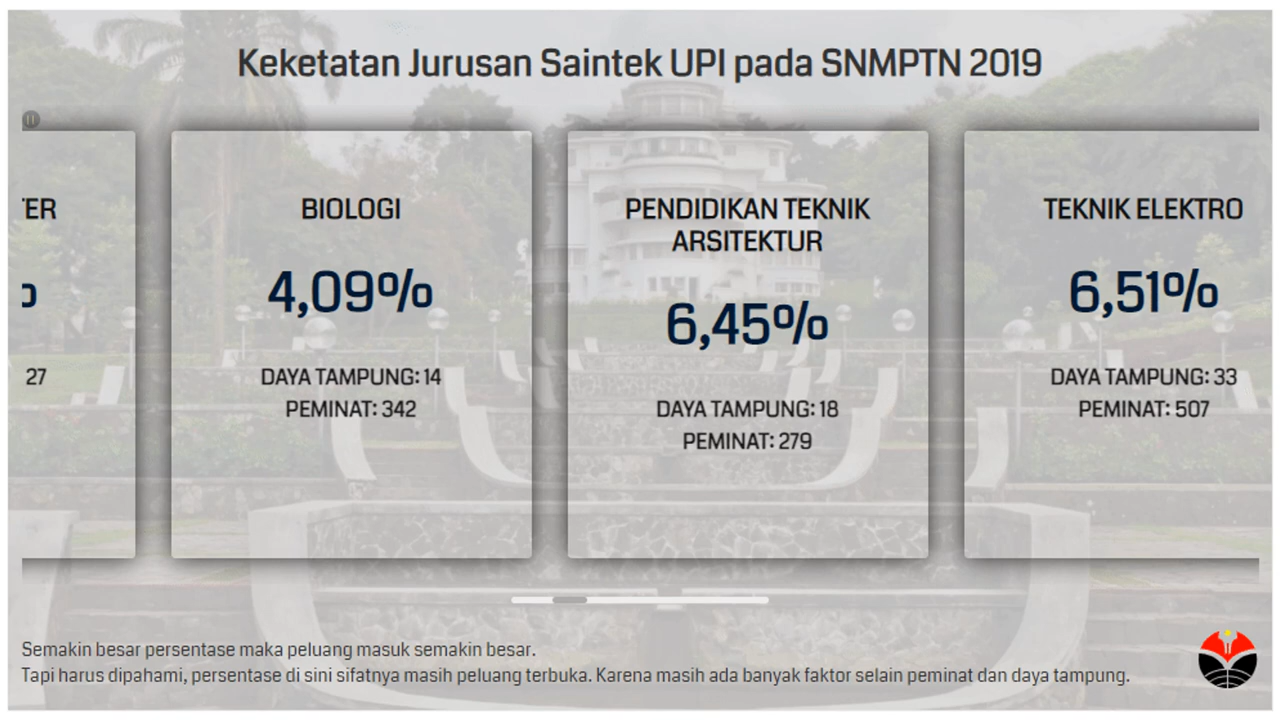 Keketatan Jurusan Saintek UPI pada SNMPTN 2019
27
BIOLOGI
4,09%
DAYA TAMPUNG: 14
PEMINAT: 342
PENDIDIKAN TEKNIK
ARSITEKTUR
6,45%
DAYA TAMPUNG: 18
PEMINAT: 279
TEKNIK ELEKTRO
6,51%
DAYA TAMPUNG: 33
PEMINAT: 507
Semakin besar persentase maka peluang masuk semakin besar.
Tapi harus dipahami, persentase di sini sifatnya masih peluang terbuka. Karena masih ada banyak faktor selain peminat dan daya tampung.